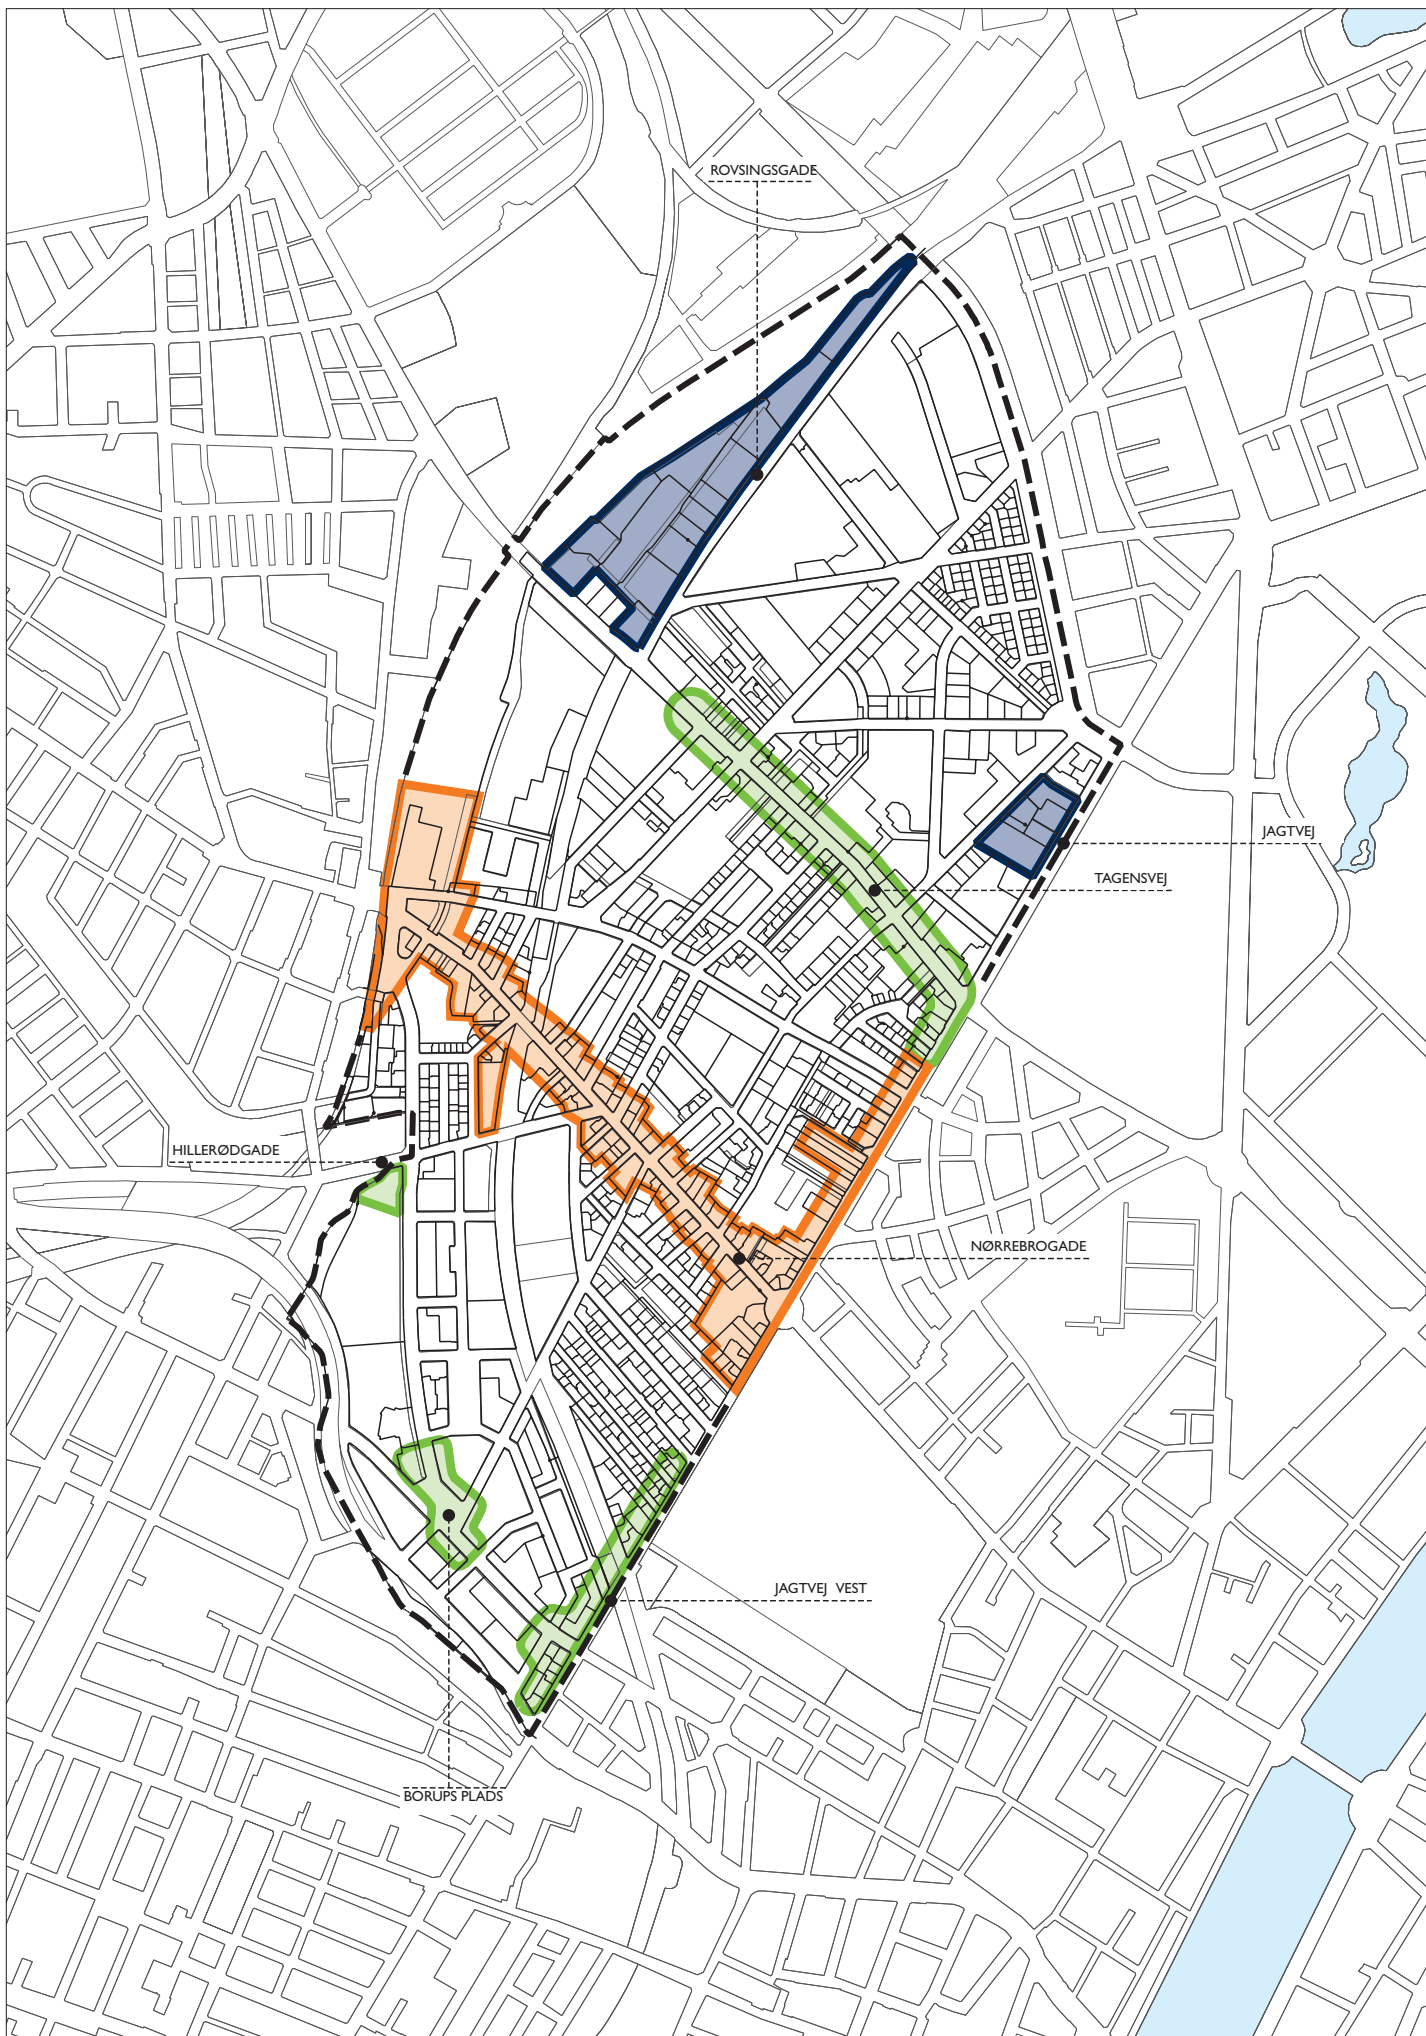 ROVSINGSGADE
JAGTVEJ
TAGENSVEJ
HILLERØDGADE
NØRREBROGADE
JAGTVEJ VEST
BORUPS PLADS